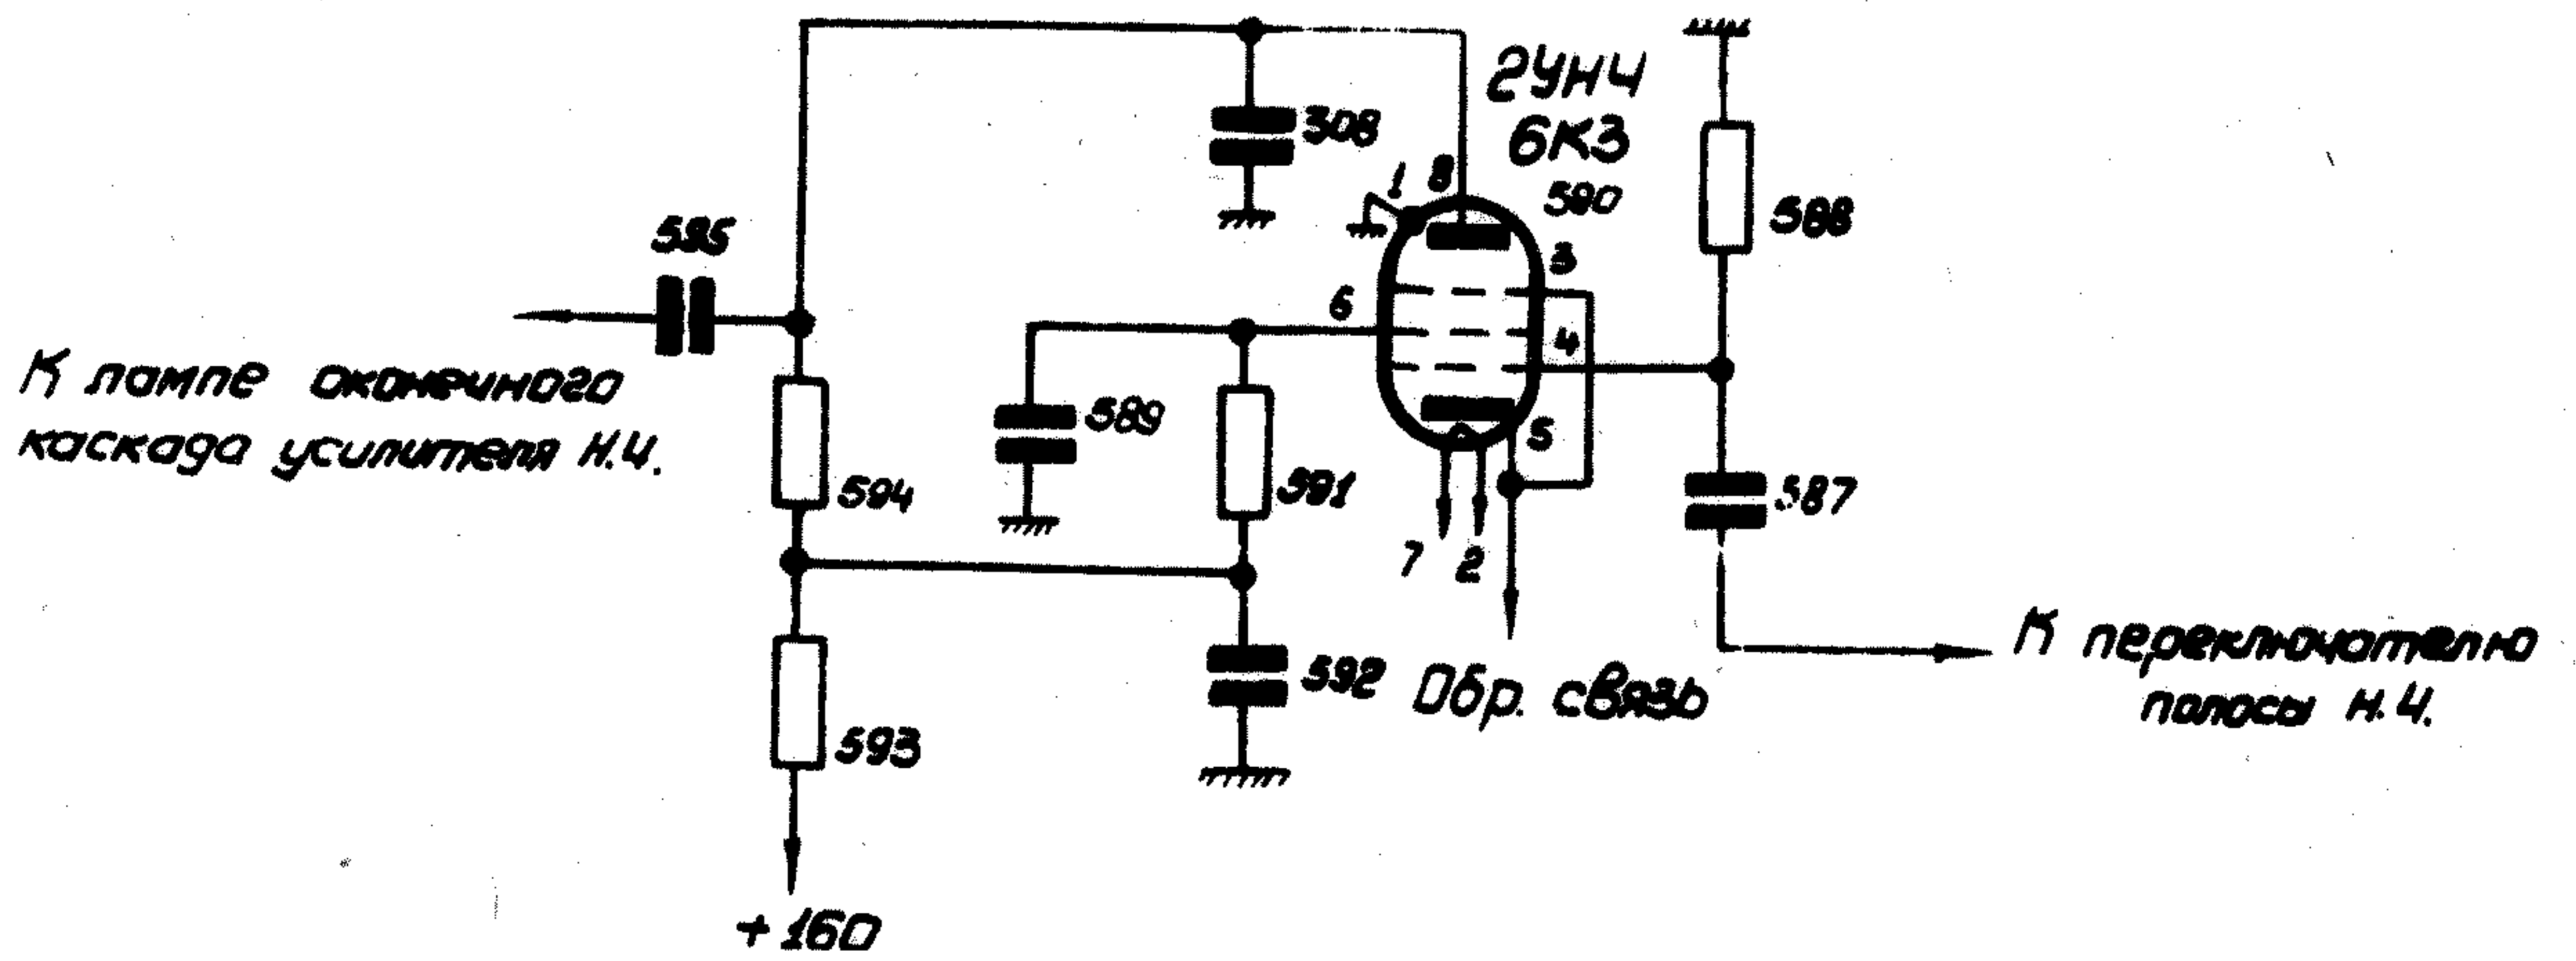 2УНЧ
6К3
590
308
1
8
3
588
595
6
4
К лампе оконечного
каскада усилителя Н.Ч.
589
5
594
591
587
7
2
К переключателю
полосы Н.Ч.
592
Обр. связь
593
+160